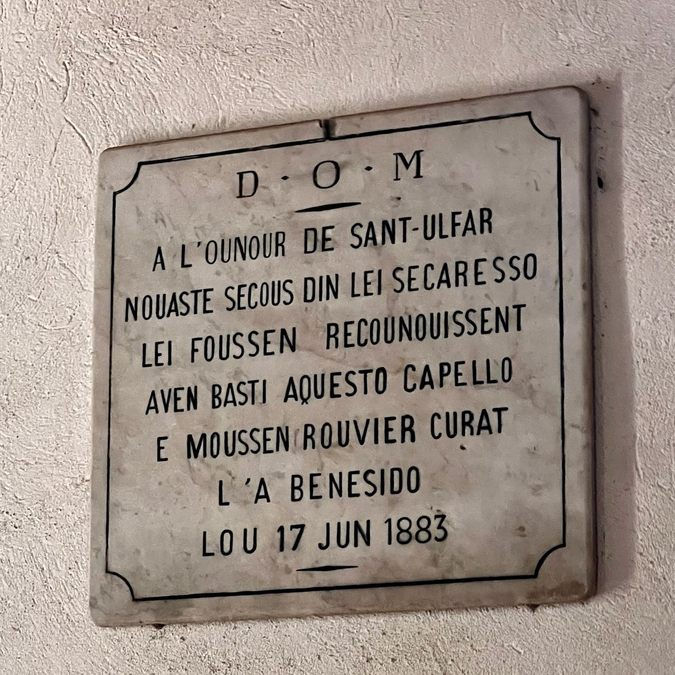 D · O · M
A L'OUNOUR DE SANT-ULFAR
NOUASTE SECOUS DIN LEI SECARESSO
LEI FOUSSEN RECOUNOUISSENT
AVEN BASTI AQUESTO CAPELLO
E MOUSSEN ROUVIER CURAT
L'A BENESIDO
LOU 17 JUN 1883